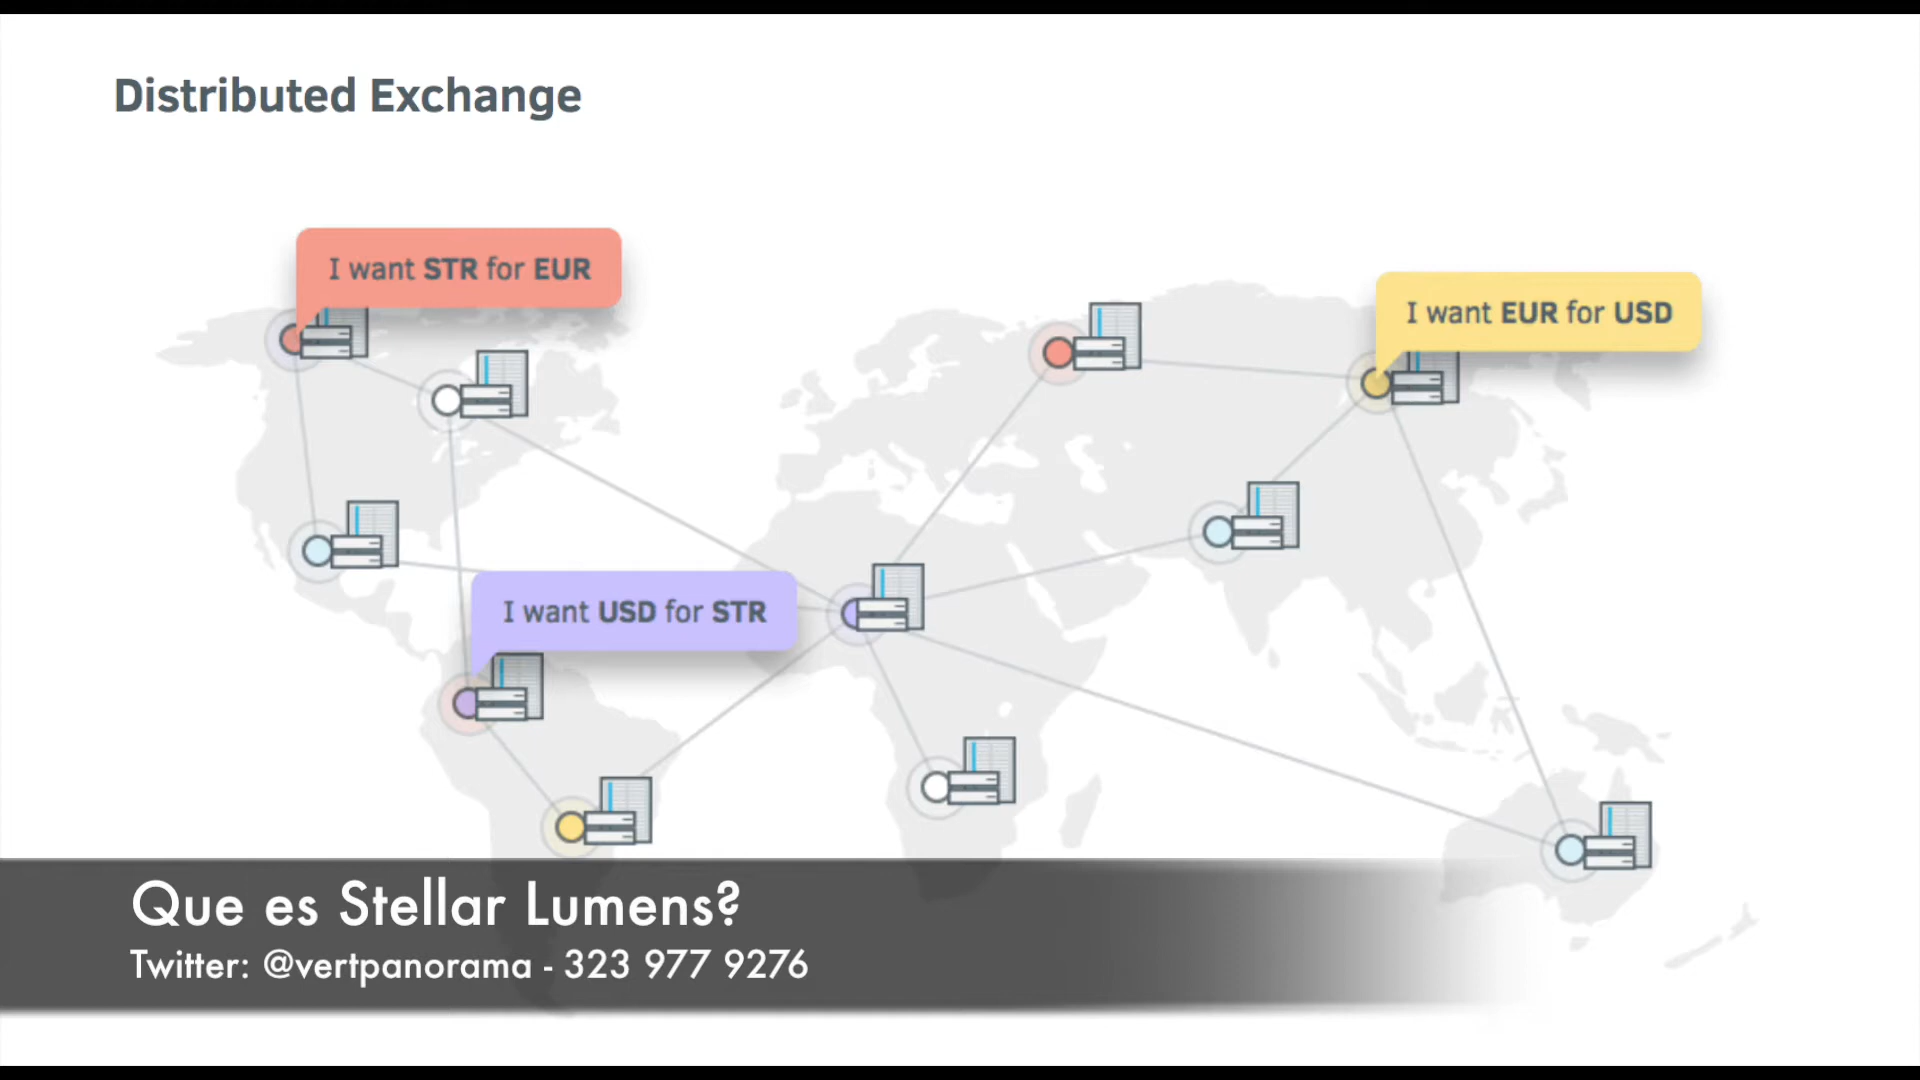 Distributed Exchange
I want STR for EUR
I want EUR for USD
I want USD for STR
Que es Stellar Lumens?
Twitter: @vertpanorama - 323 977 9276